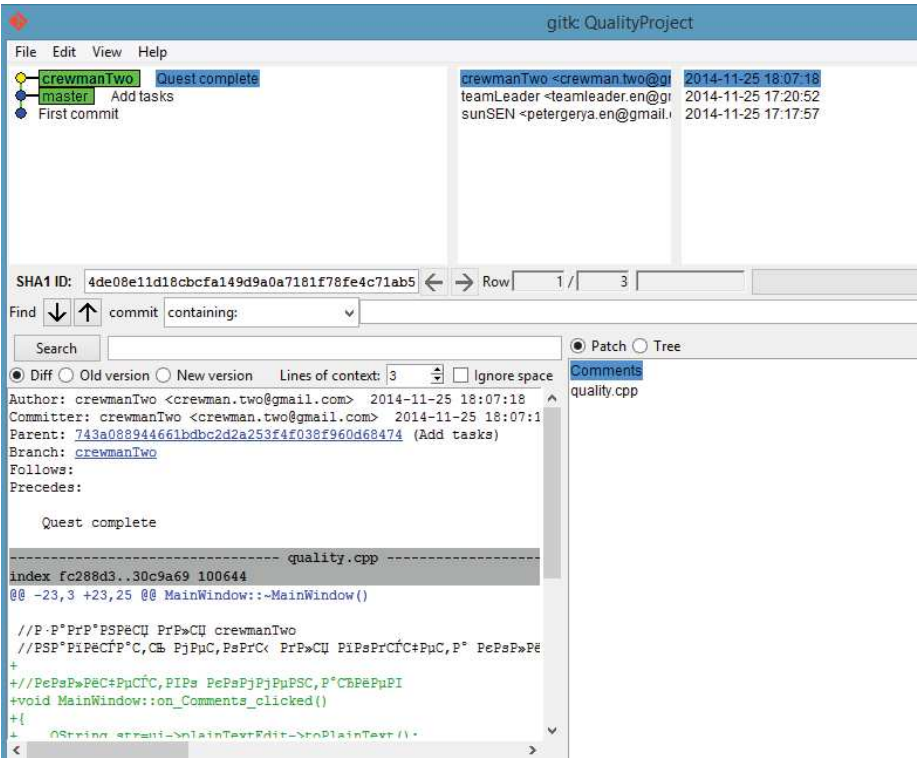 gitk: QualityProject
File Edit View Help
crewmanTwo Quest complete crewmanTwo <crewman.two@gr 2014-11-25 18:07:18
master Add tasks teamLeader <teamleader.en@gr 2014-11-25 17:20:52
First commit sunSEN <petergerya.en@gmail. 2014-11-25 17:17:57
SHA1 ID: 4de08e11d18cbcfa149d9a0a7181f78fe4c71ab5 Row 1 / 3
Find commit containing:
Search
Patch Tree
Diff Old version New version Lines of context: 3 Ignore space
Comments
quality.cpp
Author: crewmanTwo <crewman.two@gmail.com> 2014-11-25 18:07:18
Committer: crewmanTwo <crewman.two@gmail.com> 2014-11-25 18:07:1
Parent: 743a088944661bdbc2d2a253f4f038f960d68474 (Add tasks)
Branch: crewmanTwo
Follows:
Precedes:
Quest complete
quality.cpp
index fc288d3..30c9a69 100644
@@ -23,3 +23,25 @@ MainWindow::~MainWindow()
crewmanTwo
+
+void MainWindow::on_Comments_clicked()
+{
+ QString str=ui->plainTextEdit->toPlainText();